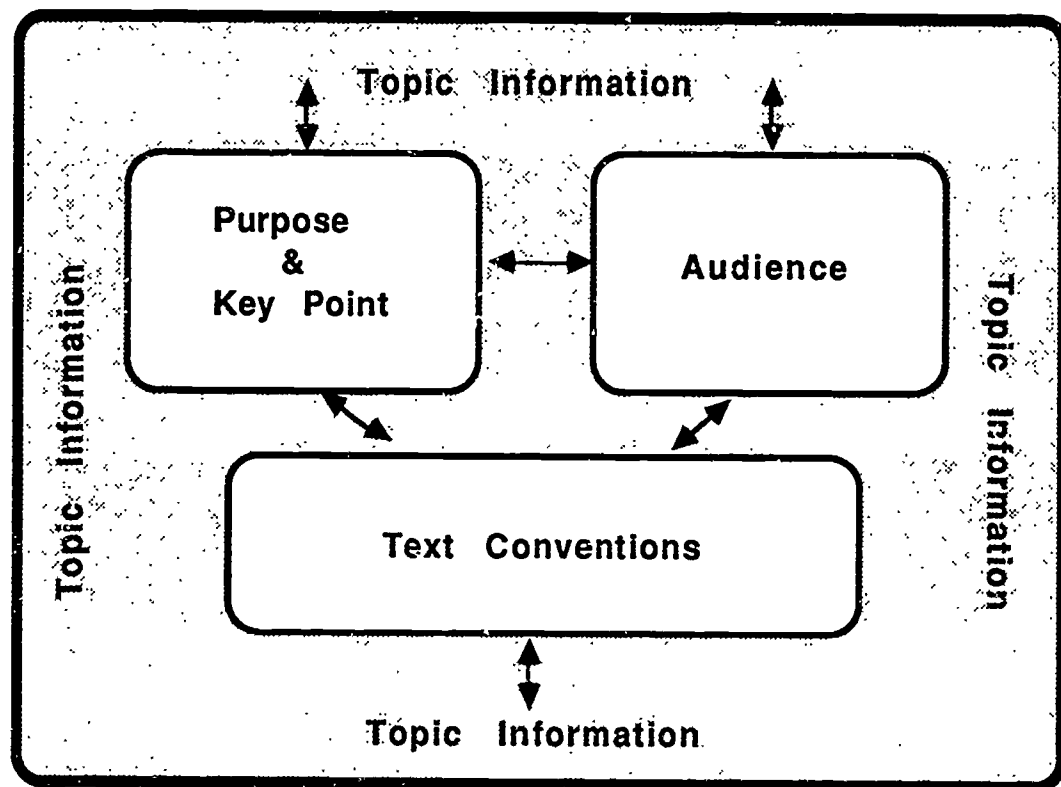 Topic Information
Purpose
&
Key Point
Audience
Topic Information
Topic Information
Text Conventions
Topic Information